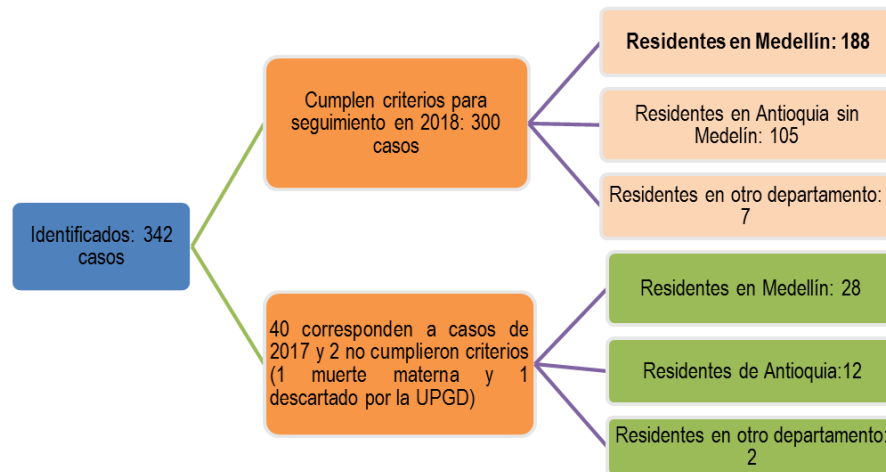 Identificados: 342
casos
Cumplen criterios para
seguimiento en 2018: 300
casos
Residentes en Medellín: 188
Residentes en Antioquia sin
Medelín: 105
Residentes en otro departamento:
7
40 corresponden a casos de
2017 y 2 no cumplieron criterios
(1 muerte materna y 1
descartado por la UPGD)
Residentes en Medellín: 28
Residentes de Antioquia:12
Residentes en otro departamento:
2